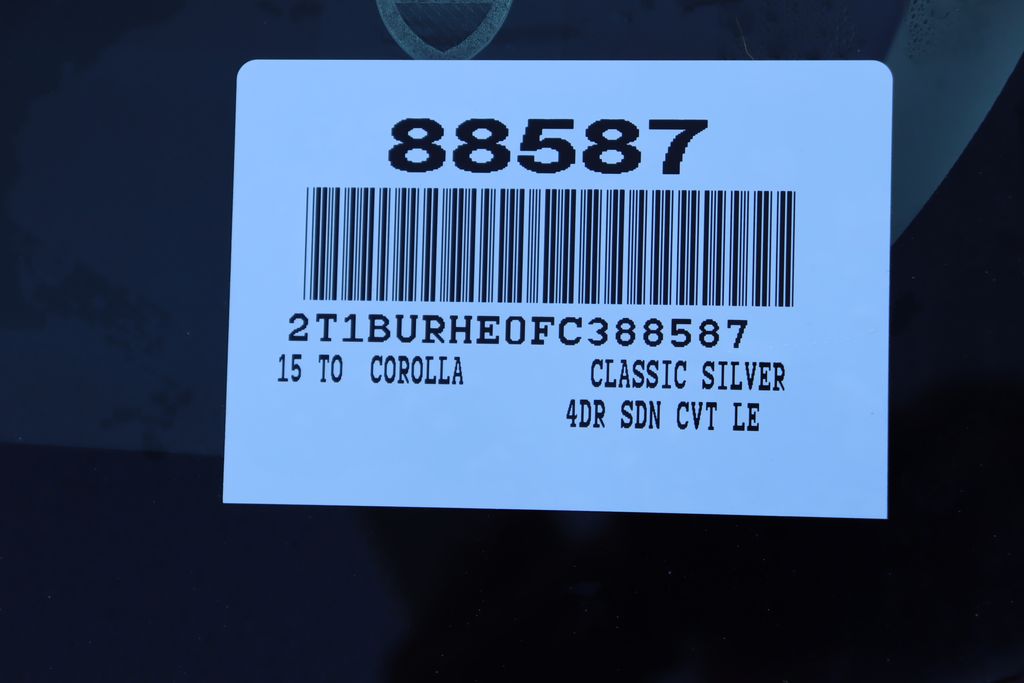 88587
2T1BURHE0FC388587
15 TO COROLLA CLASSIC SILVER
4DR SDN CVT LE